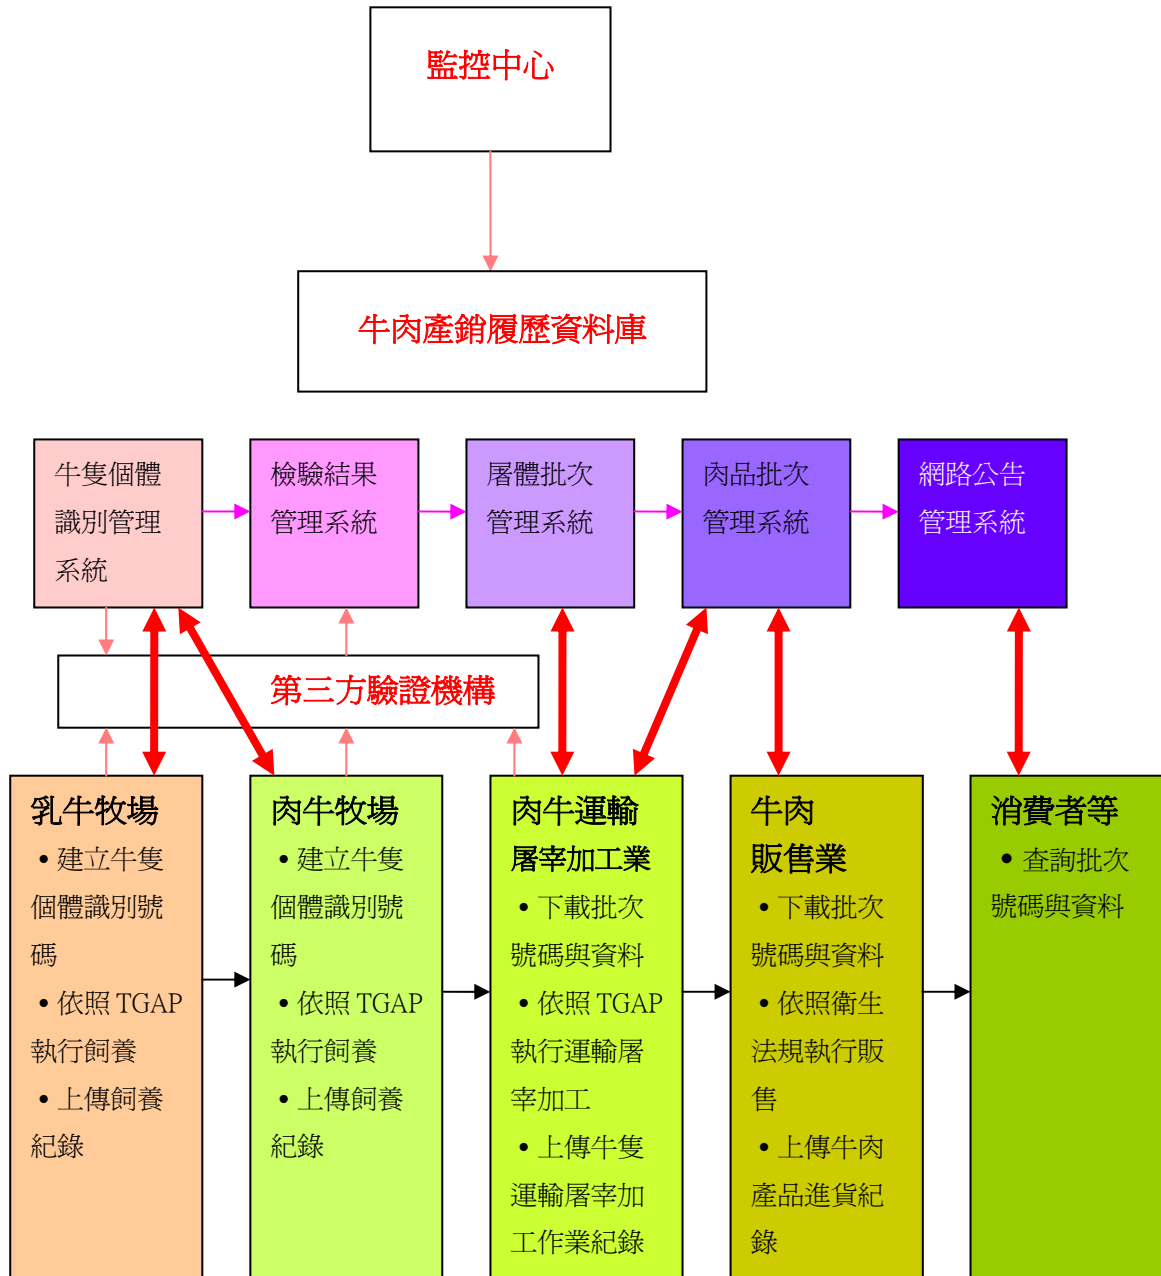 監控中心
牛肉產銷履歷資料庫
牛隻個體
識別管理
系統
檢驗結果
管理系統
屠體批次
管理系統
肉品批次
管理系統
網路公告
管理系統
第三方驗證機構
乳牛牧場
•建立牛隻
個體識別號
碼
•依照 TGAP
執行飼養
•上傳飼養
紀錄
肉牛牧場
•建立牛隻
個體識別號
碼
•依照 TGAP
執行飼養
•上傳飼養
紀錄
肉牛運輸
屠宰加工業
•下載批次
號碼與資料
•依照 TGAP
執行運輸屠
宰加工
•上傳牛隻
運輸屠宰加
工作業紀錄
牛肉
販售業
•下載批次
號碼與資料
•依照衛生
法規執行販
售
•上傳牛肉
產品進貨紀
錄
消費者等
• 查詢批次
號碼與資料